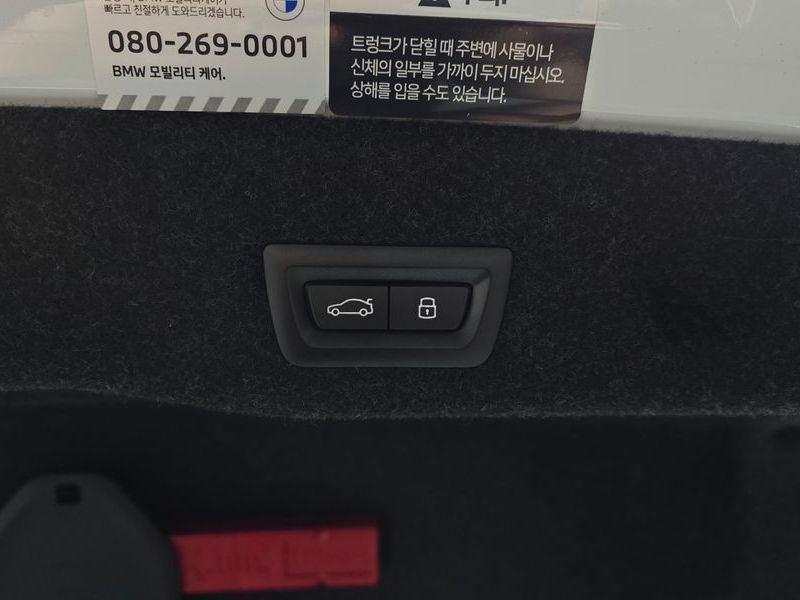 빠르고 친절하게 도와드리겠습니다.
080-269-0001
BMW 모빌리티 케어.
트렁크가 닫힐 때 주변에 사물이나
신체의 일부를 가까이 두지 마십시오.
상해를 입을 수도 있습니다.